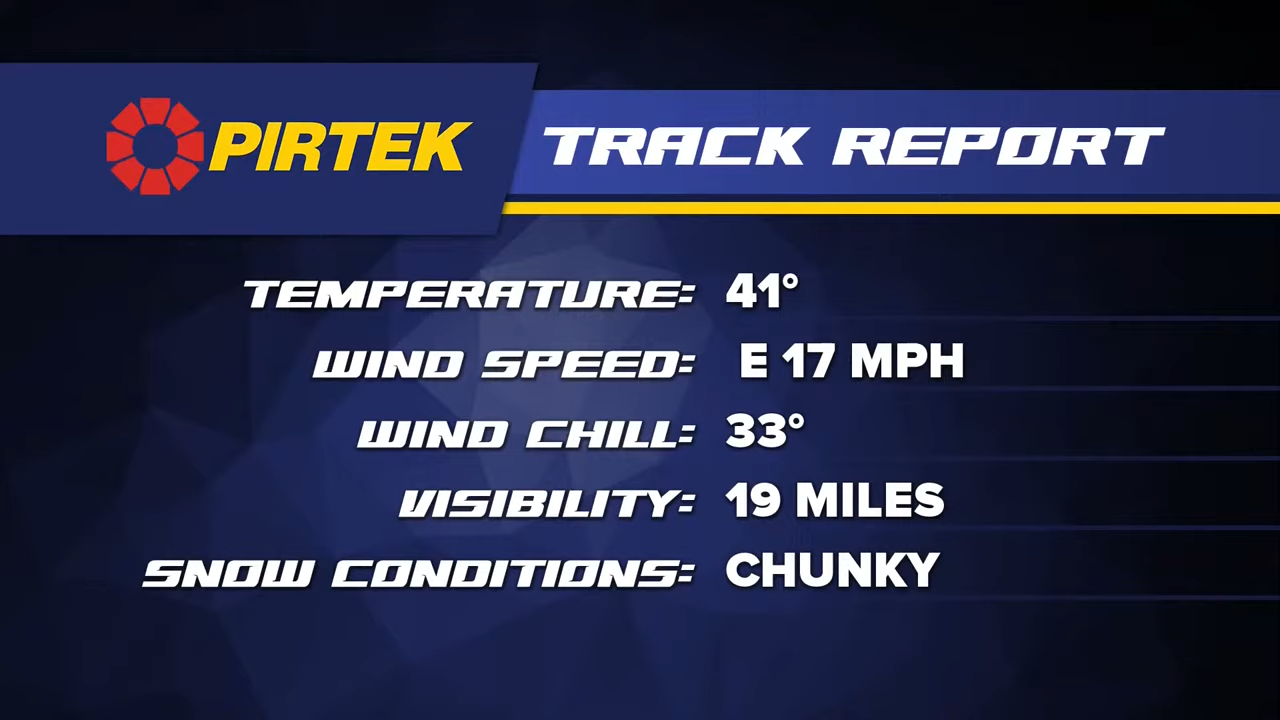 PIRTEK
TRACK REPORT
TEMPERATURE: 41°
WIND SPEED: E 17 MPH
WIND CHILL: 33°
VISIBILITY: 19 MILES
SNOW CONDITIONS: CHUNKY